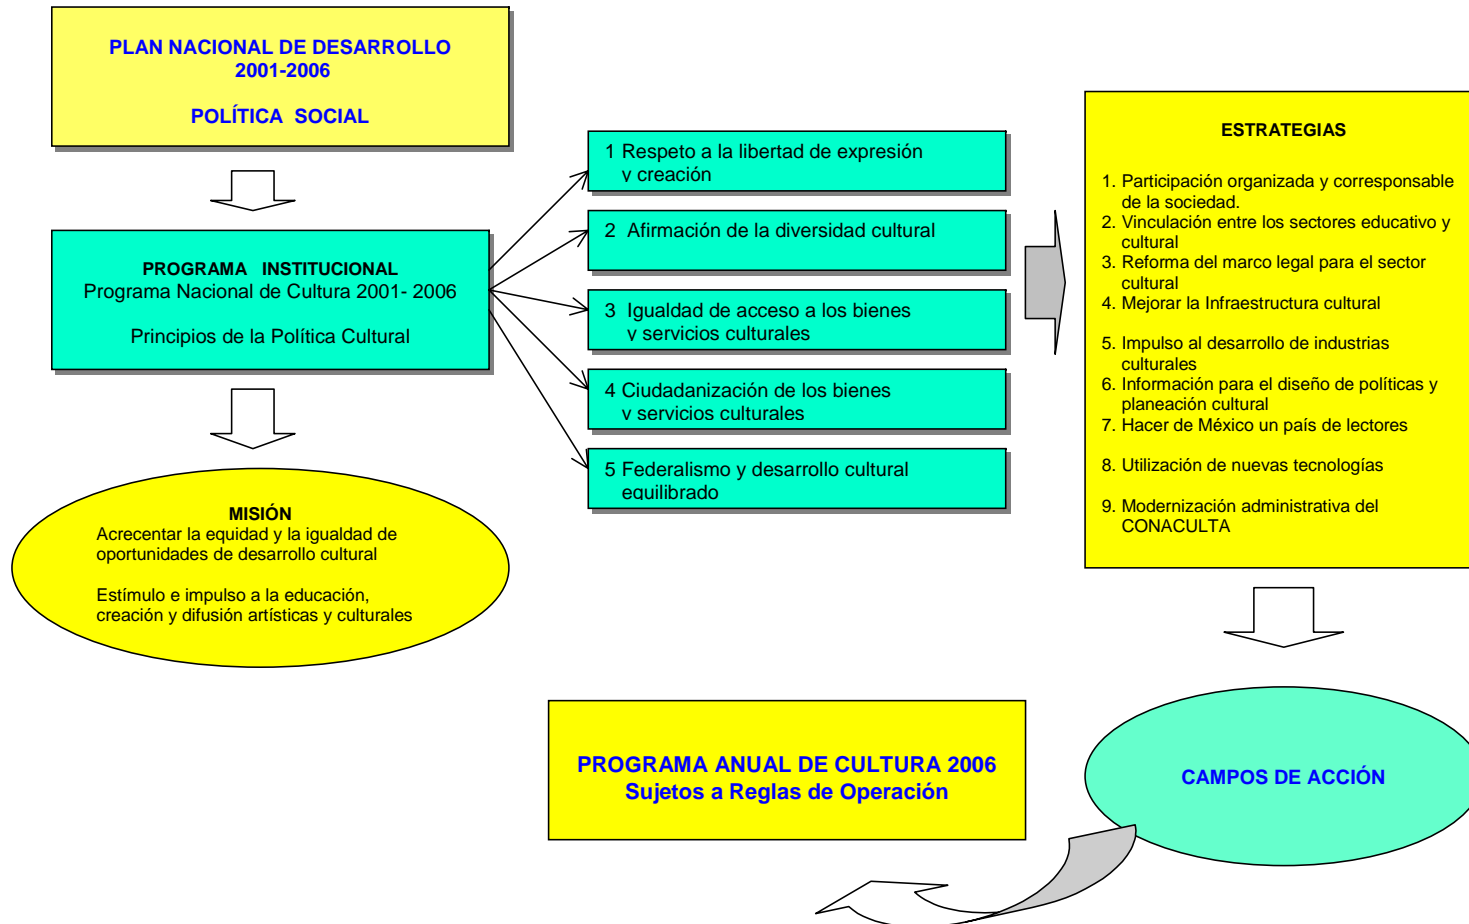 PLAN NACIONAL DE DESARROLLO
2001-2006
POLÍTICA SOCIAL
PROGRAMA INSTITUCIONAL
Programa Nacional de Cultura 2001- 2006
Principios de la Política Cultural
MISIÓN
Acrecentar la equidad y la igualdad de
oportunidades de desarrollo cultural
Estímulo e impulso a la educación,
creación y difusión artísticas y culturales
1 Respeto a la libertad de expresión
y creación
2 Afirmación de la diversidad cultural
3 Igualdad de acceso a los bienes
y servicios culturales
4 Ciudadanización de los bienes
y servicios culturales
5 Federalismo y desarrollo cultural
equilibrado
ESTRATEGIAS
1. Participación organizada y corresponsable
de la sociedad.
2. Vinculación entre los sectores educativo y
cultural
3. Reforma del marco legal para el sector
cultural
4. Mejorar la Infraestructura cultural
5. Impulso al desarrollo de industrias
culturales
6. Información para el diseño de políticas y
planeación cultural
7. Hacer de México un país de lectores
8. Utilización de nuevas tecnologías
9. Modernización administrativa del
CONACULTA
CAMPOS DE ACCIÓN
PROGRAMA ANUAL DE CULTURA 2006
Sujetos a Reglas de Operación